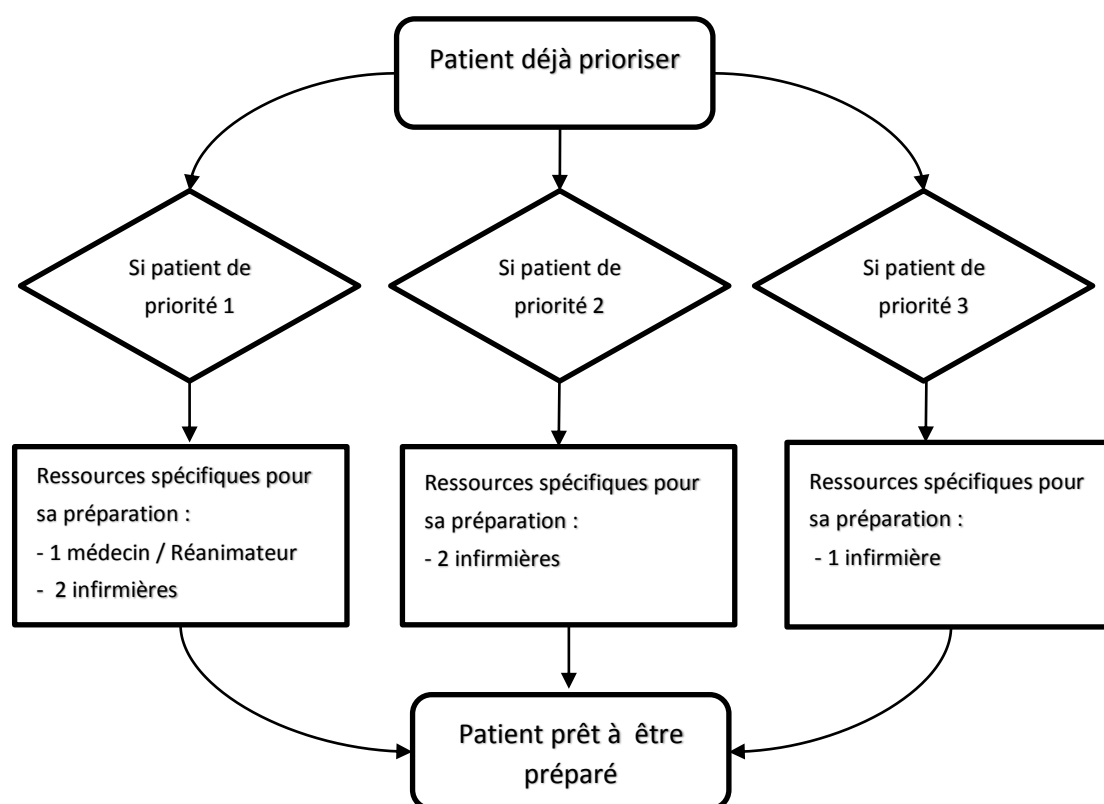 Patient déjà prioriser
Si patient de
priorité 1
Si patient de
priorité 2
Si patient de
priorité 3
Ressources spécifiques pour
sa préparation :
- 1 médecin / Réanimateur
- 2 infirmières
Ressources spécifiques pour
sa préparation :
- 2 infirmières
Ressources spécifiques pour
sa préparation :
- 1 infirmière
Patient prêt à être
préparé